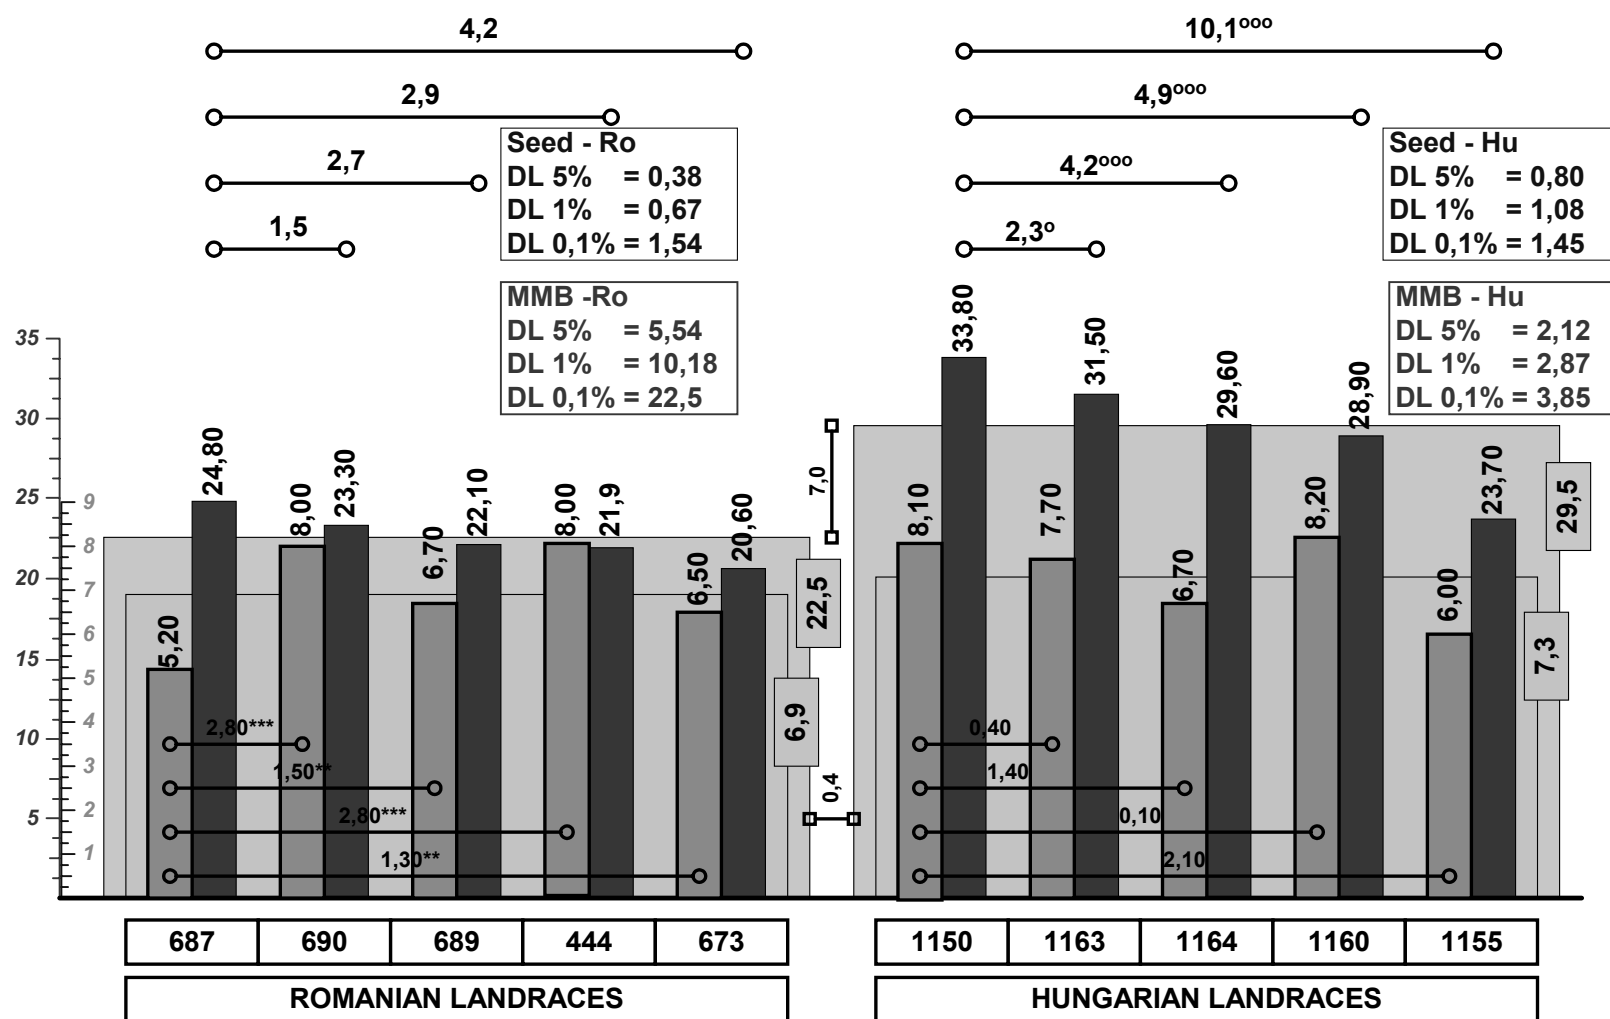 4,2
2,9
2,7
1,5
10,1ººº
4,9ººº
4,2ººº
2,3º
Seed - Ro
DL 5% = 0,38
DL 1% = 0,67
DL 0,1% = 1,54
MMB -Ro
DL 5% = 5,54
DL 1% = 10,18
DL 0,1% = 22,5
Seed - Hu
DL 5% = 0,80
DL 1% = 1,08
DL 0,1% = 1,45
MMB - Hu
DL 5% = 2,12
DL 1% = 2,87
DL 0,1% = 3,85
35
30
25
20
15
10
5
9
8
7
6
5
4
3
2
1
5,20
24,80
8,00
23,30
6,70
22,10
8,00
21,9
6,50
20,60
22,5
6,9
2,80***
1,50**
2,80***
1,30**
7,0
0,4
8,10
33,80
7,70
31,50
6,70
29,60
8,20
28,90
6,00
23,70
29,5
7,3
0,40
1,40
0,10
2,10
687 690 689 444 673
ROMANIAN LANDRACES
1150 1163 1164 1160 1155
HUNGARIAN LANDRACES